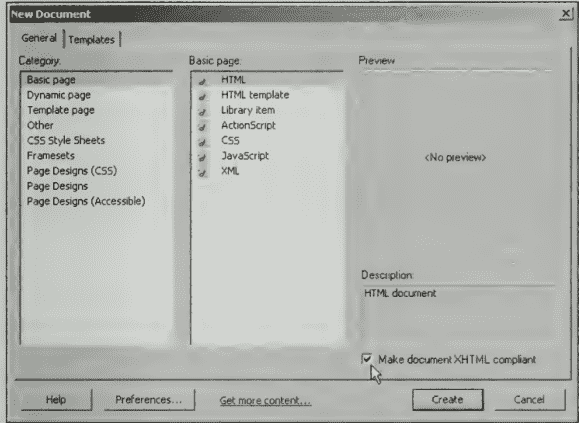 New Document
General
Templates
Category:
Basic page
Dynamic page
Template page
Other
CSS Style Sheets
Framesets
Page Designs (CSS)
Page Designs
Page Designs (Accessible)
Basic page:
HTML
HTML template
Library item
ActionScript
CSS
JavaScript
XML
Preview
<No preview>
Description:
HTML document
Make document XHTML compliant
Help
Preferences...
Get more content...
Create
Cancel